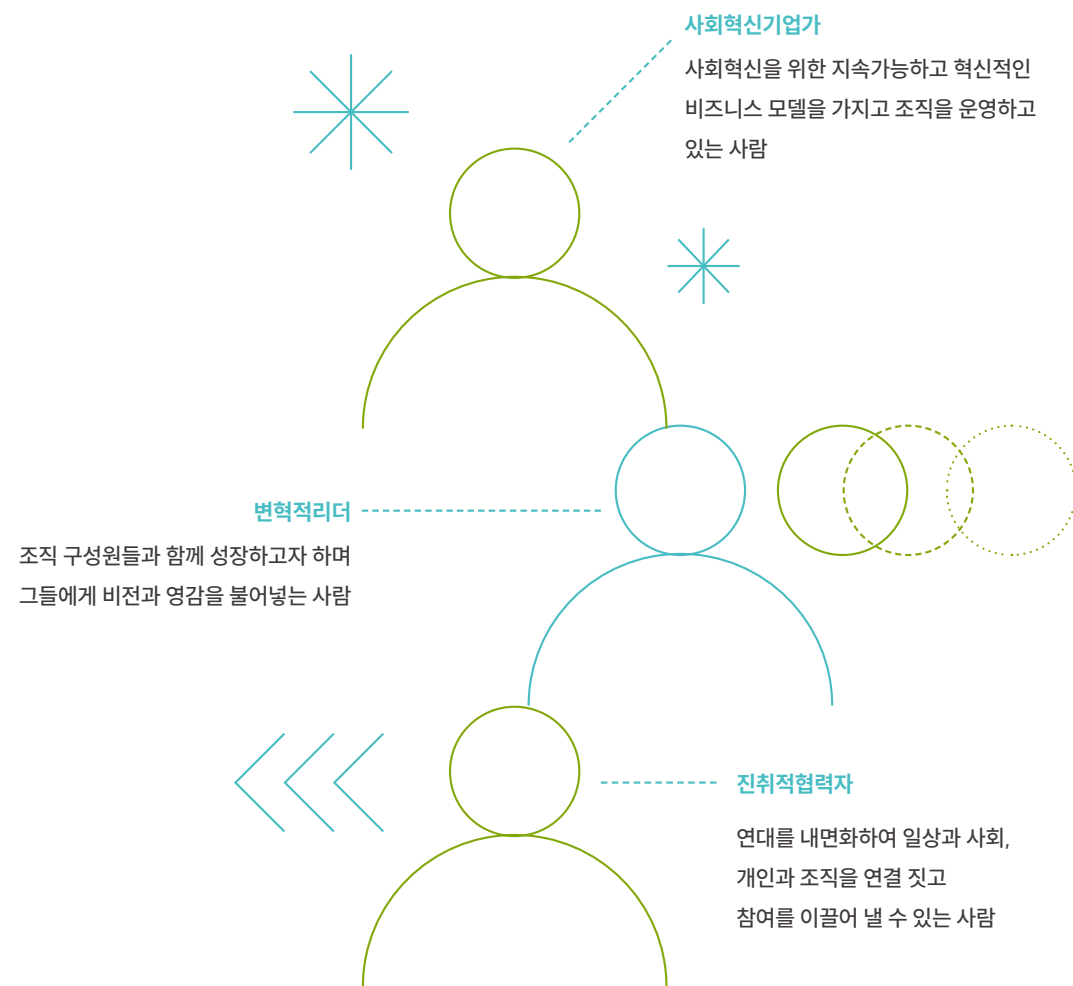 사회혁신기업가
사회혁신을 위한 지속가능하고 혁신적인
비즈니스 모델을 가지고 조직을 운영하고
있는 사람
변혁적리더
조직 구성원들과 함께 성장하고자 하며
그들에게 비전과 영감을 불어넣는 사람
진취적협력자
연대를 내면화하여 일상과 사회,
개인과 조직을 연결 짓고
참여를 이끌어 낼 수 있는 사람